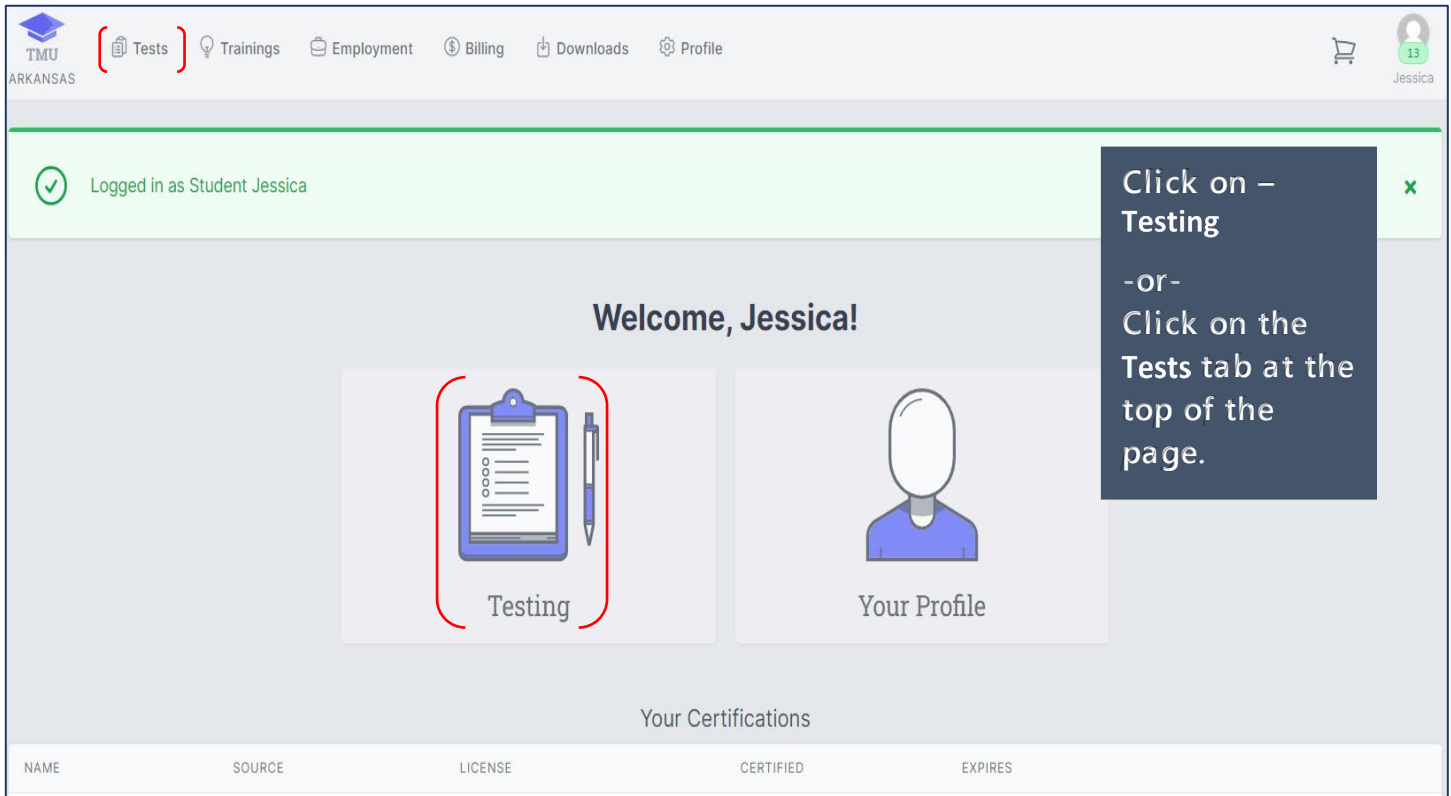 TMU
ARKANSAS
Tests
Trainings
Employment
Billing
Downloads
Profile
13
Jessica
Logged in as Student Jessica
Click on –
Testing
-or-
Click on the
Tests tab at the
top of the
page.
Welcome, Jessica!
Testing
Your Profile
Your Certifications
NAME SOURCE LICENSE CERTIFIED EXPIRES